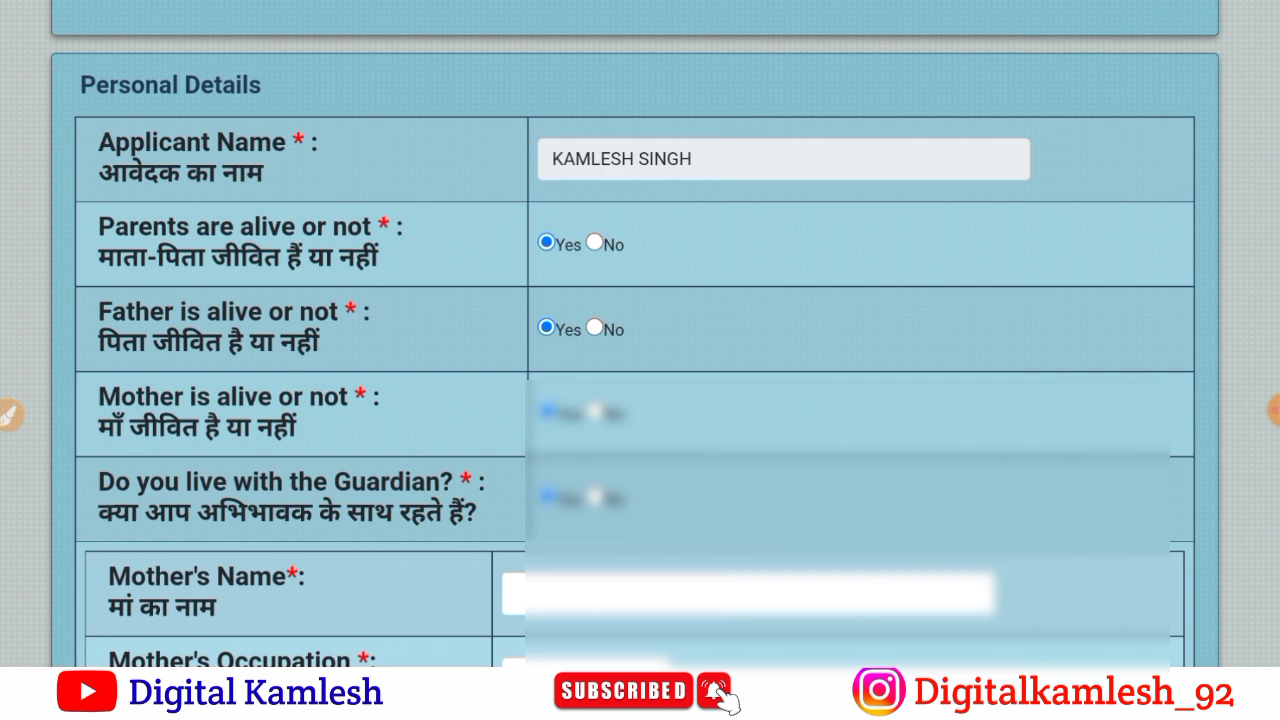 Personal Details
Applicant Name * :
आवेदक का नाम
KAMLESH SINGH
Parents are alive or not * :
माता-पिता जीवित हैं या नहीं
Yes No
Father is alive or not * :
पिता जीवित है या नहीं
Yes No
Mother is alive or not * :
माँ जीवित है या नहीं
Do you live with the Guardian? * :
क्या आप अभिभावक के साथ रहते हैं?
Mother's Name*:
मां का नाम
Mother's Occupation *:
Digital Kamlesh
SUBSCRIBED
Digitalkamlesh_92